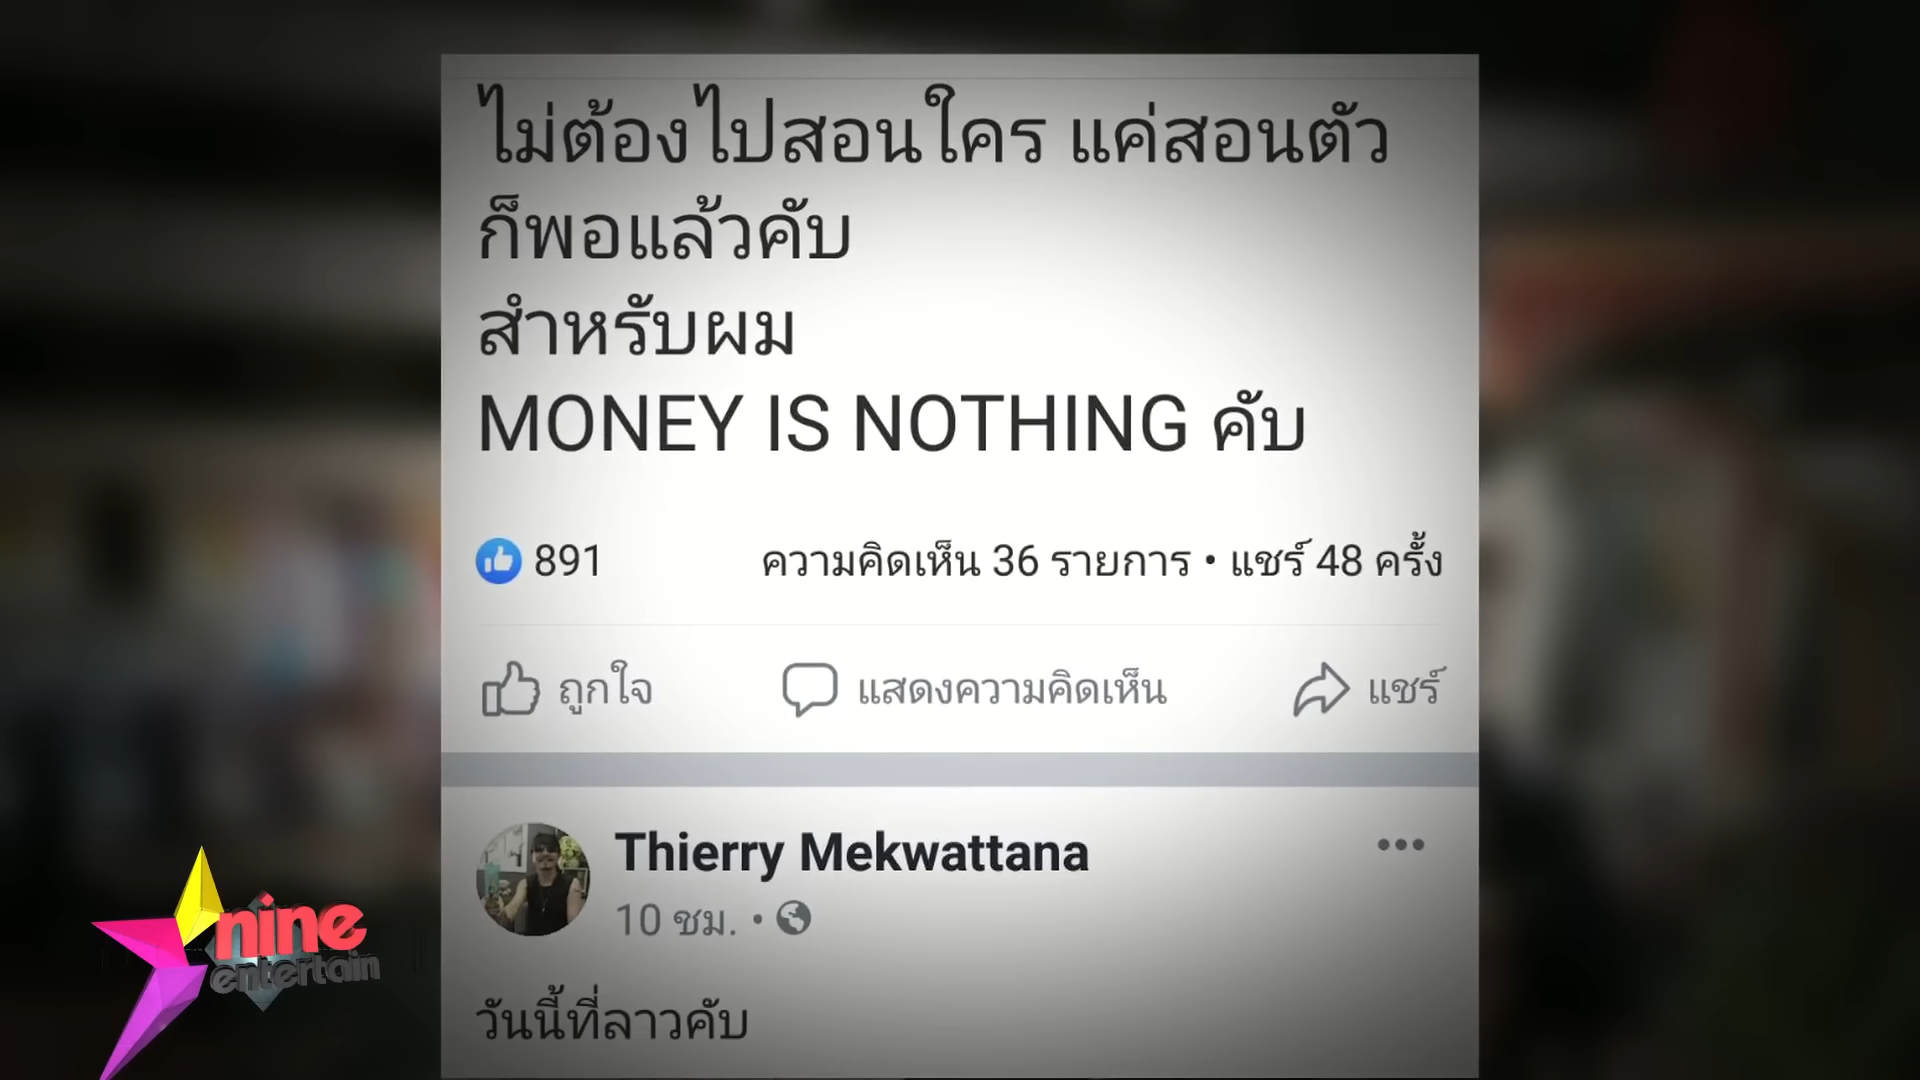 ไม่ต้องไปสอนใคร แค่สอนตัว
ก็พอแล้วคับ
สำหรับผม
MONEY IS NOTHING คับ
891
ความคิดเห็น 36 รายการ • แชร์ 48 ครั้ง
ถูกใจ
แสดงความคิดเห็น
แชร์
Thierry Mekwattana
10 ชม. •
วันนี้ที่ลาวคับ
nine
entertain